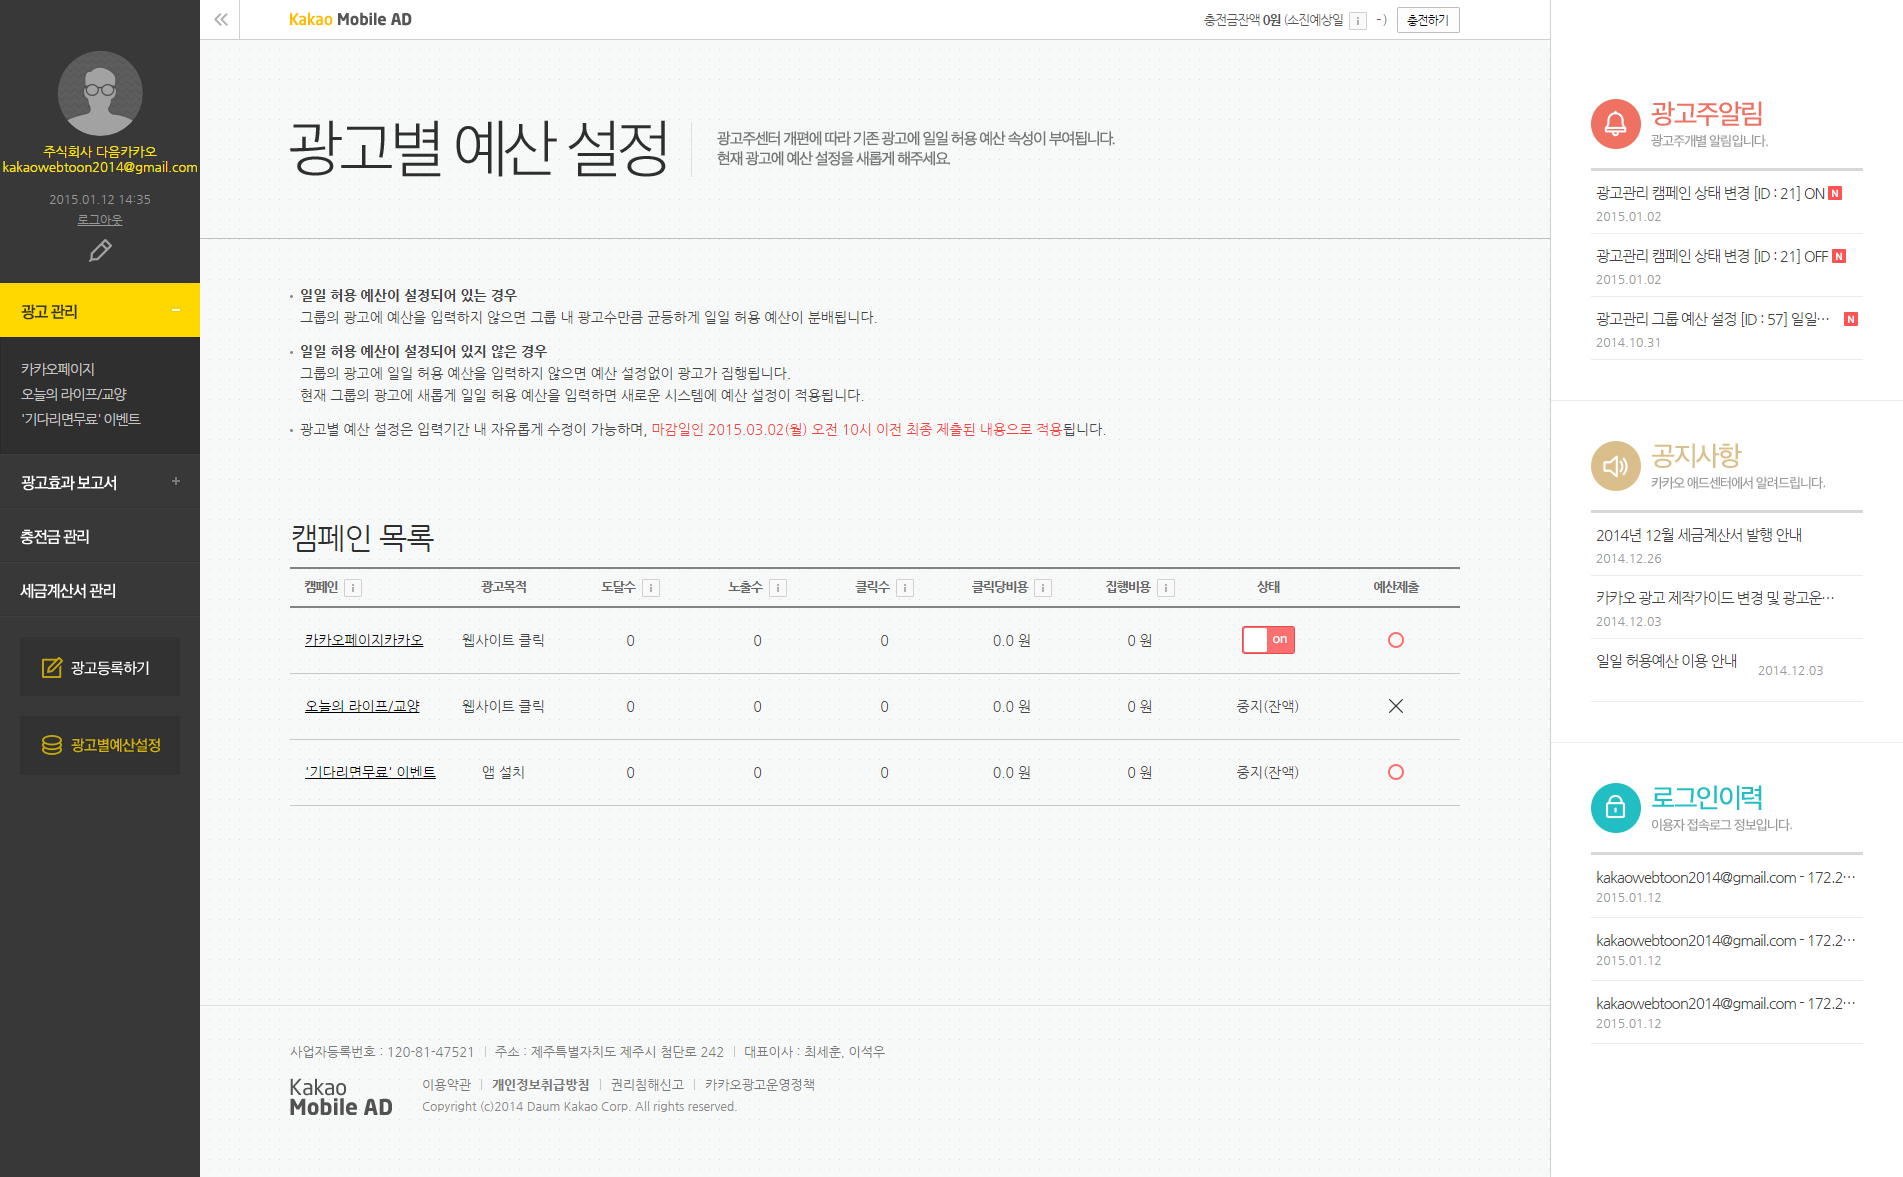 주식회사 다음카카오
kakaowebtoon2014@gmail.com
2015.01.12 14:35
로그아웃
광고 관리
카카오페이지
오늘의 라이프/교양
'기다리면무료' 이벤트
광고효과 보고서
충전금 관리
세금계산서 관리
광고등록하기
광고별예산설정
Kakao Mobile AD
충전금잔액 0원 (소진예상일 i - ) 충전하기
광고별 예산 설정
광고주센터 개편에 따라 기존 광고에 일일 허용 예산 속성이 부여됩니다.
현재 광고에 예산 설정을 새롭게 해주세요.
일일 허용 예산이 설정되어 있는 경우
그룹의 광고에 예산을 입력하지 않으면 그룹 내 광고수만큼 균등하게 일일 허용 예산이 분배됩니다.
일일 허용 예산이 설정되어 있지 않은 경우
그룹의 광고에 일일 허용 예산을 입력하지 않으면 예산 설정없이 광고가 집행됩니다.
현재 그룹의 광고에 새롭게 일일 허용 예산을 입력하면 새로운 시스템에 예산 설정이 적용됩니다.
광고별 예산 설정은 입력기간 내 자유롭게 수정이 가능하며, 마감일인 2015.03.02(월) 오전 10시 이전 최종 제출된 내용으로 적용됩니다.
캠페인 목록
캠페인 i 광고목적 도달수 i 노출수 i 클릭수 i 클릭당비용 i 집행비용 i 상태 예산제출
카카오페이지카카오 웹사이트 클릭 0 0 0 0.0 원 0 원 on
오늘의 라이프/교양 웹사이트 클릭 0 0 0 0.0 원 0 원 중지(잔액)
'기다리면무료' 이벤트 앱 설치 0 0 0 0.0 원 0 원 중지(잔액)
사업자등록번호 : 120-81-47521 주소 : 제주특별자치도 제주시 첨단로 242 대표이사 : 최세훈, 이석우
Kakao
Mobile AD
이용약관 개인정보취급방침 권리침해신고 카카오광고운영정책
Copyright (c)2014 Daum Kakao Corp. All rights reserved.
광고주알림
광고주개별 알림입니다.
광고관리 캠페인 상태 변경 [ID : 21] ON N
2015.01.02
광고관리 캠페인 상태 변경 [ID : 21] OFF N
2015.01.02
광고관리 그룹 예산 설정 [ID : 57] 일일… N
2014.10.31
공지사항
카카오 애드센터에서 알려드립니다.
2014년 12월 세금계산서 발행 안내
2014.12.26
카카오 광고 제작가이드 변경 및 광고운…
2014.12.03
일일 허용예산 이용 안내 2014.12.03
로그인이력
이용자 접속로그 정보입니다.
kakaowebtoon2014@gmail.com - 172.2…
2015.01.12
kakaowebtoon2014@gmail.com - 172.2…
2015.01.12
kakaowebtoon2014@gmail.com - 172.2…
2015.01.12